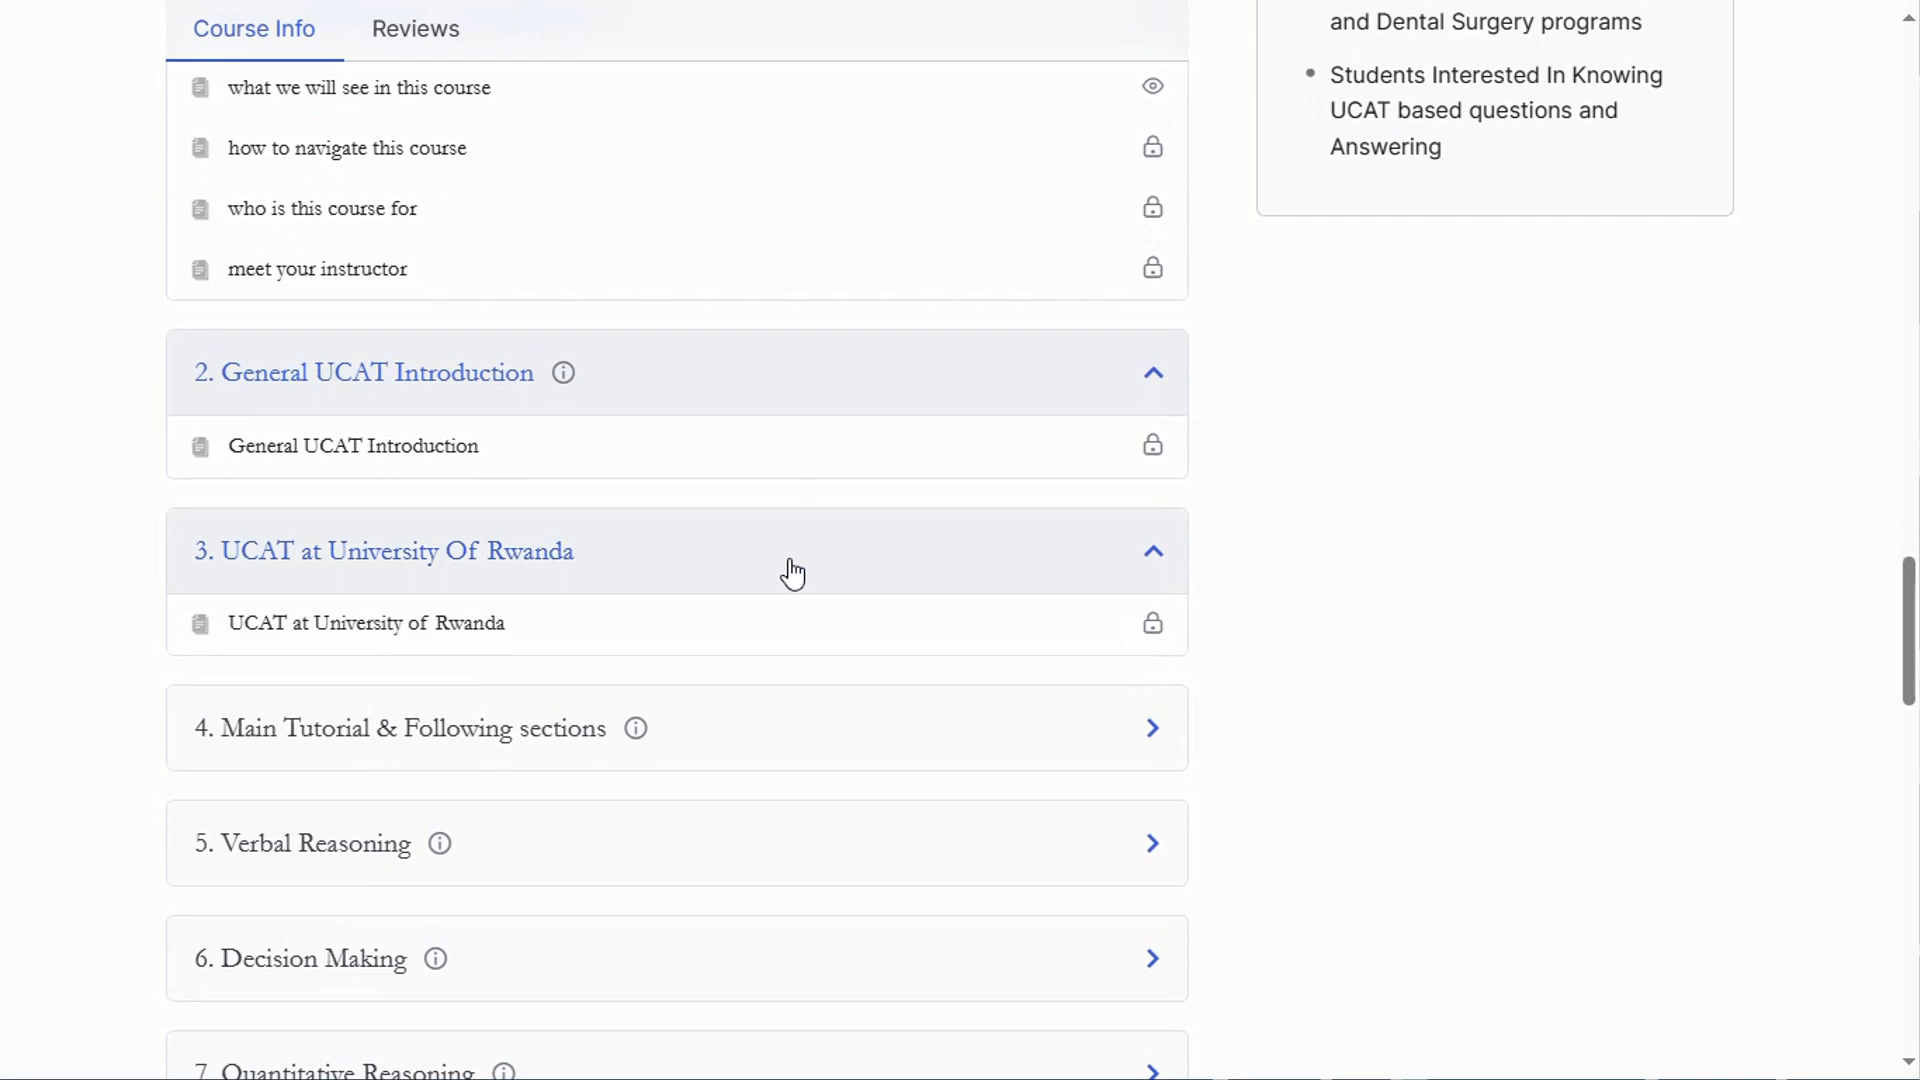 Course Info
Reviews
what we will see in this course
how to navigate this course
who is this course for
meet your instructor
2. General UCAT Introduction
General UCAT Introduction
3. UCAT at University Of Rwanda
UCAT at University of Rwanda
4. Main Tutorial & Following sections
5. Verbal Reasoning
6. Decision Making
7. Quantitative Reasoning
and Dental Surgery programs
Students Interested In Knowing
UCAT based questions and
Answering